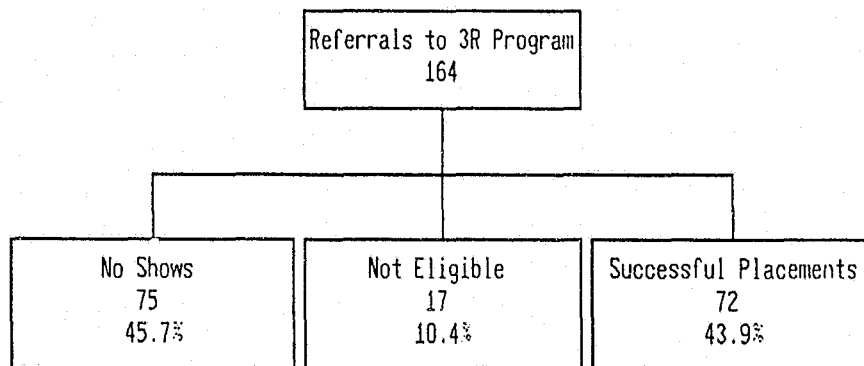 Referrals to 3R Program
164
No Shows
75
45.7%
Not Eligible
17
10.4%
Successful Placements
72
43.9%